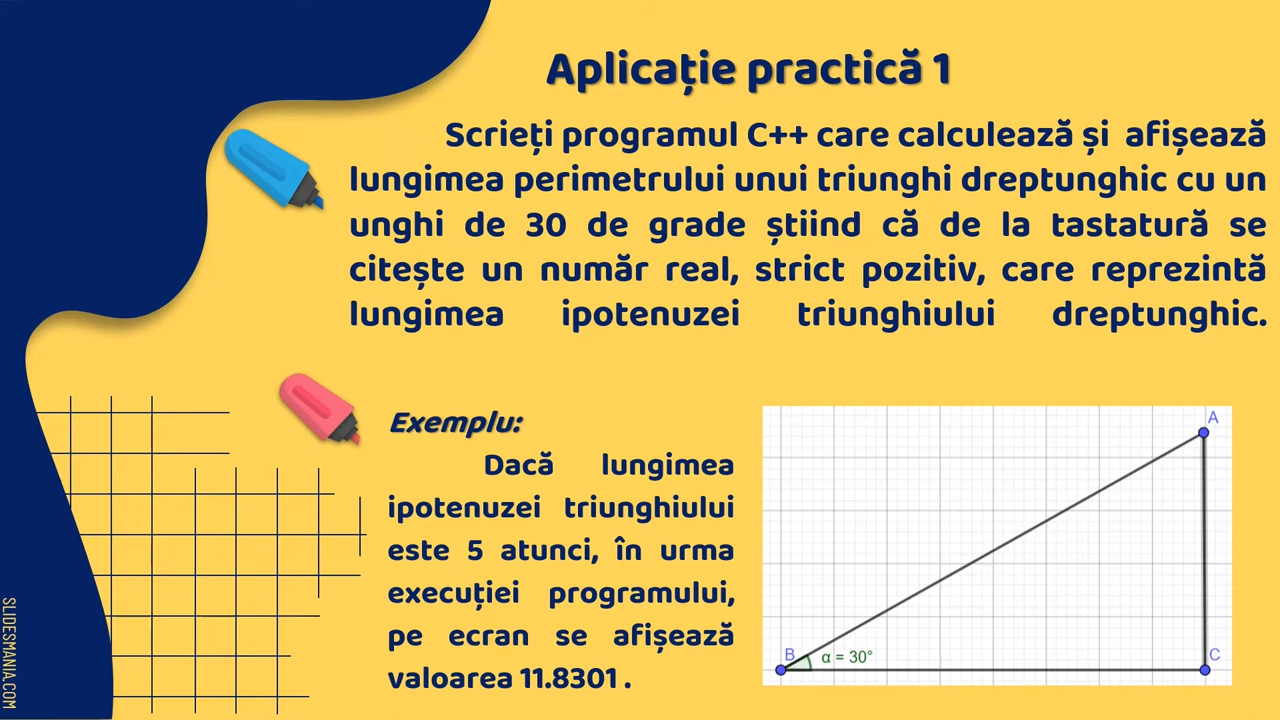 Aplicație practică 1
Scrieți programul C++ care calculează și afișează
lungimea perimetrului unui triunghi dreptunghic cu un
unghi de 30 de grade știind că de la tastatură se
citește un număr real, strict pozitiv, care reprezintă
lungimea ipotenuzei triunghiului dreptunghic.
Exemplu:
Dacă lungimea
ipotenuzei triunghiului
este 5 atunci, în urma
execuției programului,
pe ecran se afișează
valoarea 11.8301 .
A
B
α = 30°
C
SLIDESMANIA.COM